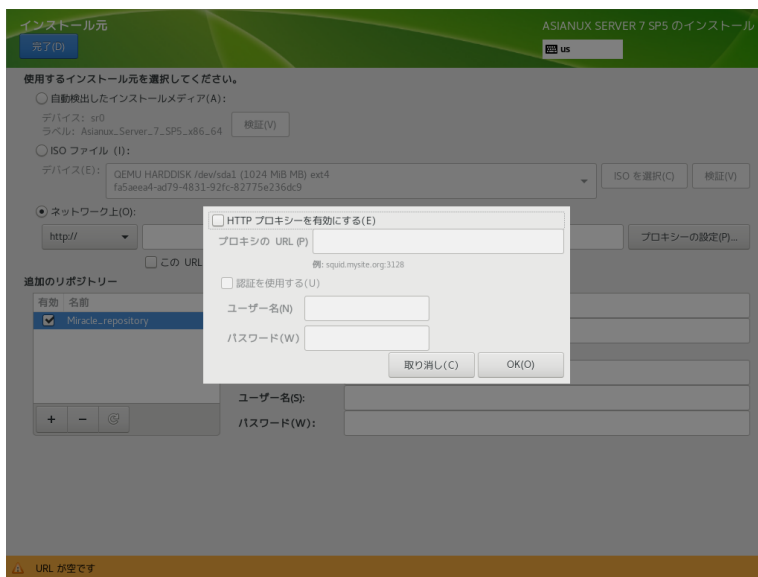 インストール元
ASIANUX SERVER 7 SP5 のインストール
完了(D)
us
使用するインストール元を選択してください。
自動検出したインストールメディア(A):
デバイス: sr0
ラベル: Asianux_Server_7_SP5_x86_64
検証(V)
ISO ファイル (I):
デバイス(E):
QEMU HARDDISK /dev/sda1 (1024 MiB MB) ext4
fa5aeea4-ad79-4831-92fc-82775e236dc9
ISO を選択(C)
検証(V)
ネットワーク上(O):
http://
プロキシーの設定(P)...
この URL
HTTP プロキシーを有効にする(E)
プロキシの URL (P)
例: squid.mysite.org:3128
認証を使用する(U)
ユーザー名(N)
パスワード(W)
取り消し(C)
OK(O)
追加のリポジトリー
有効 名前
Miracle_repository
ユーザー名(S):
パスワード(W):
URL が空です